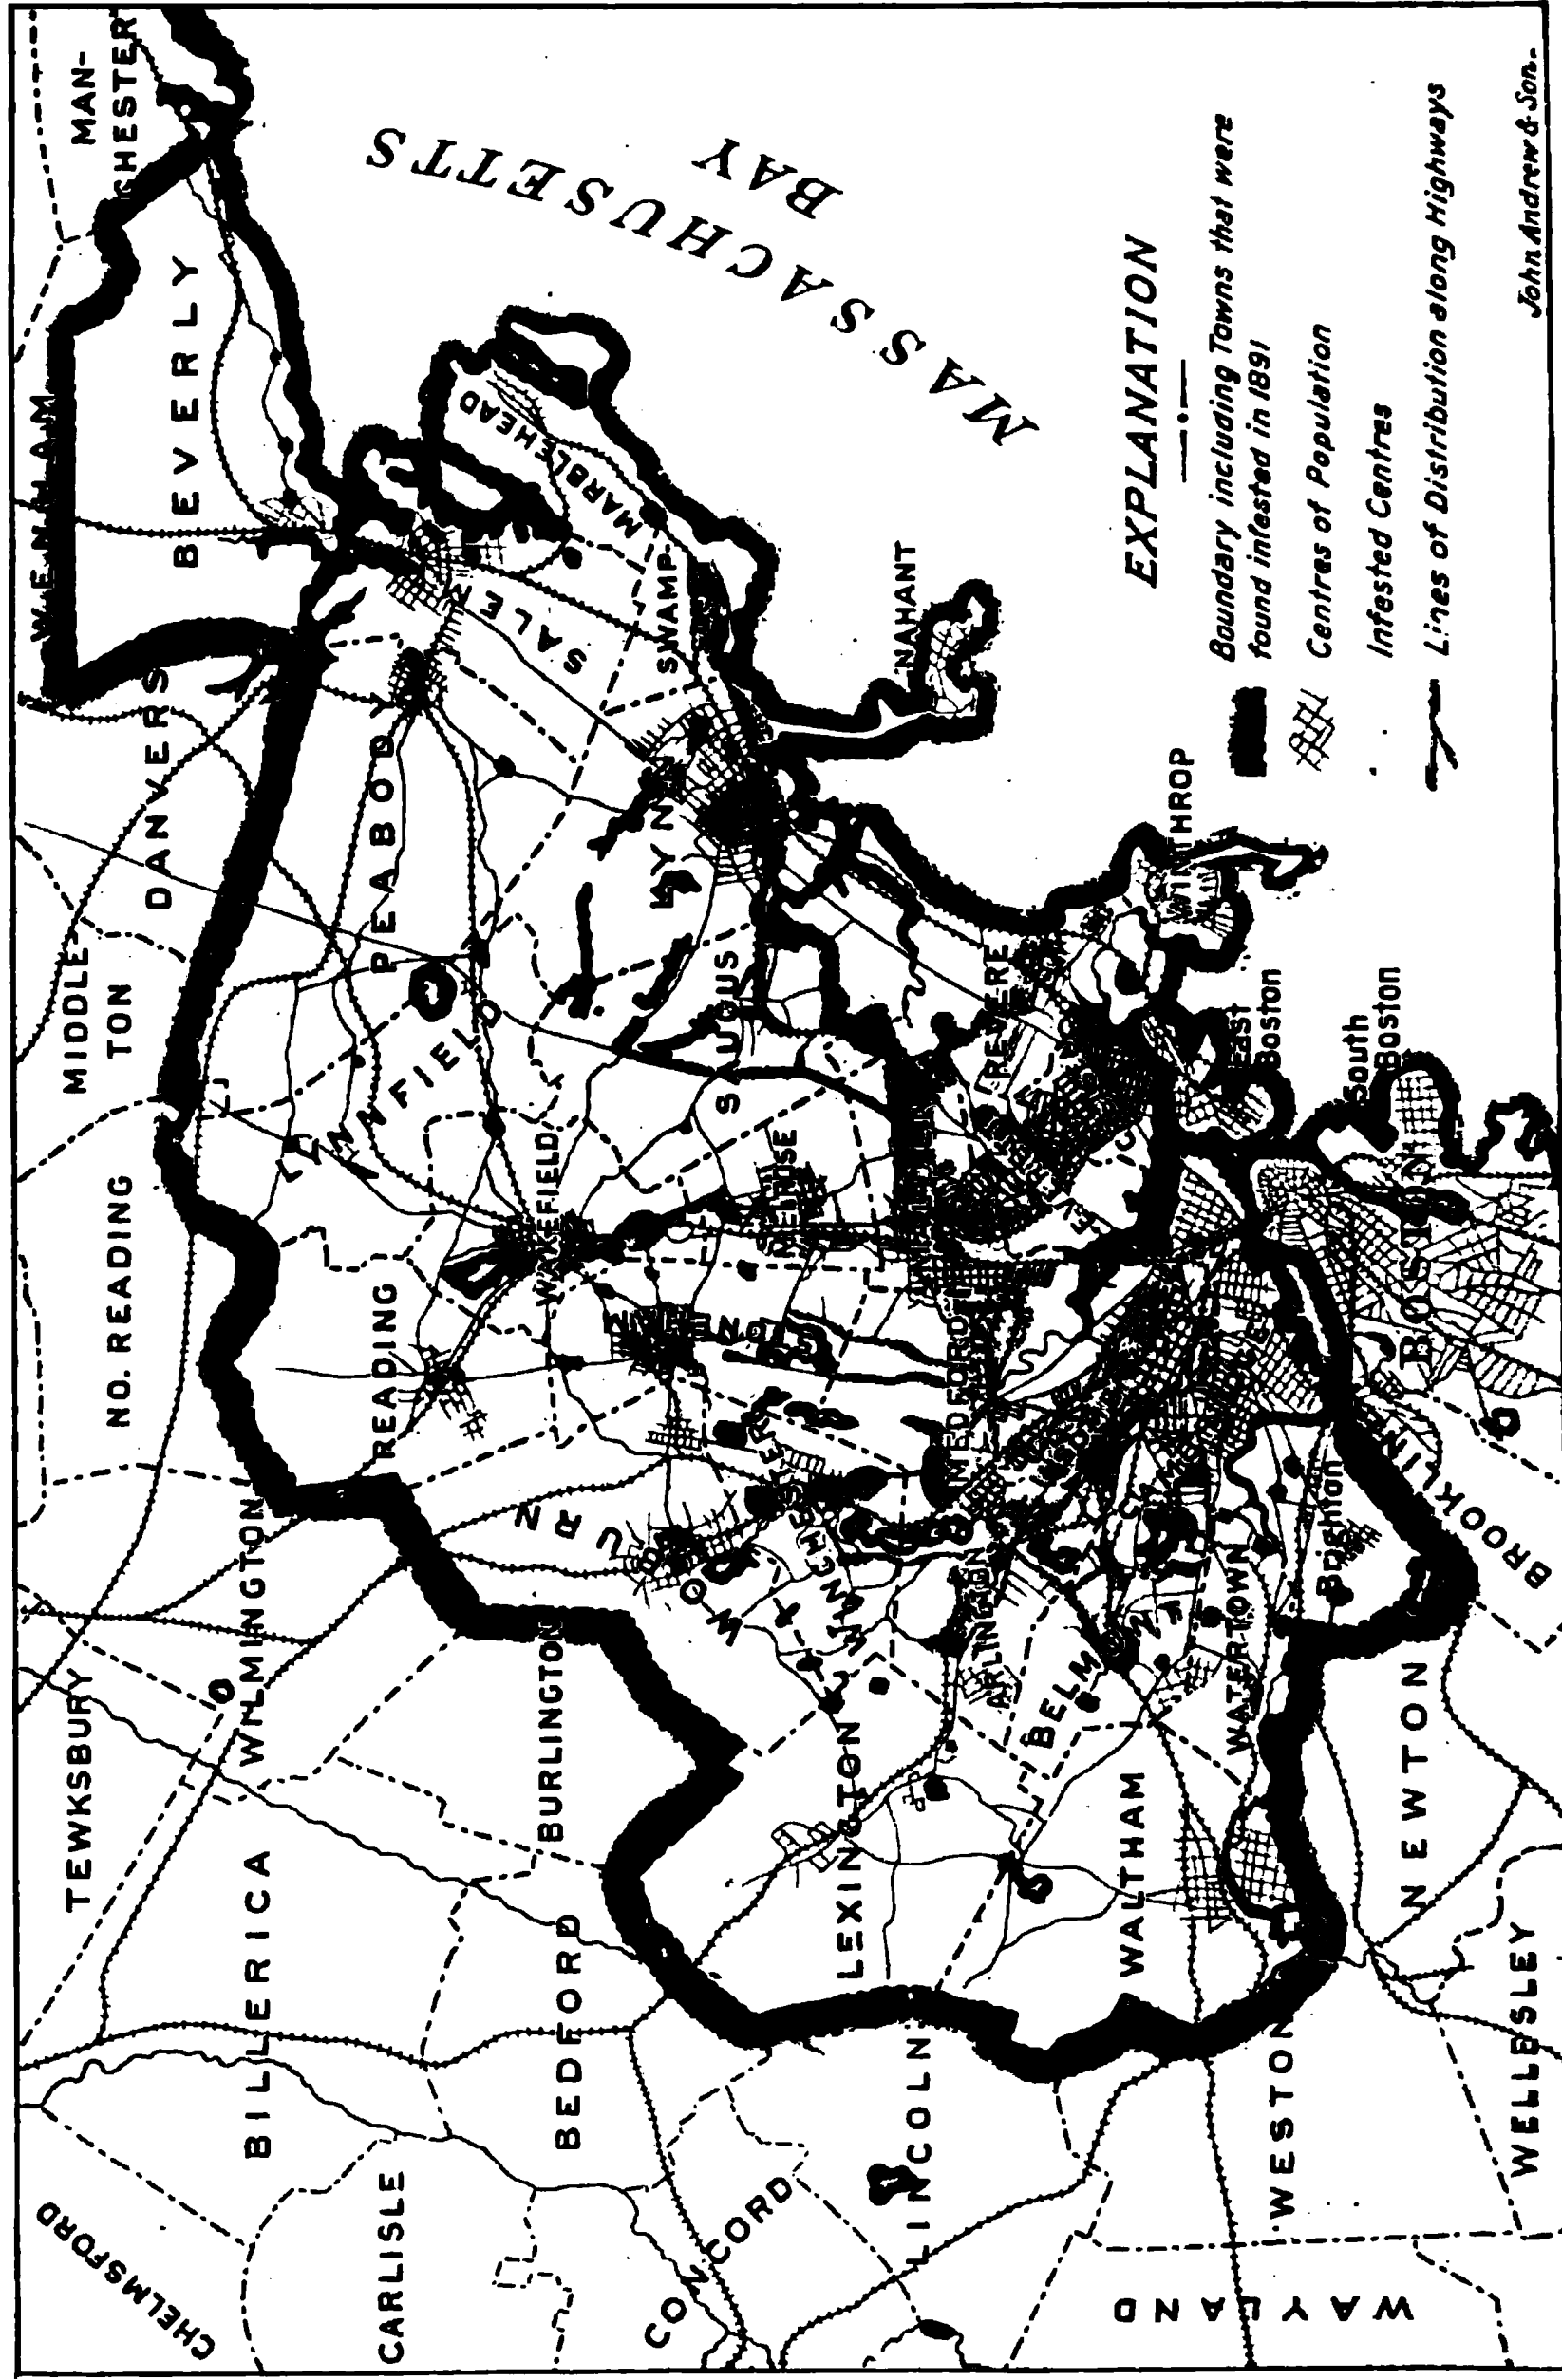 MAN-
CHESTER
WENHAM
BEVERLY
MASSACHUSETTS
BAY
MARBLEHEAD
SALEM
SWAMP-
NAHANT
DANVERS
PEABODY
LYNN
MIDDLE-
TON
LYNNFIELD
SAUGUS
REVERE
WINTHROP
East
Boston
South
Boston
NO. READING
READING
WAKEFIELD
MELROSE
STONEHAM
MEDFORD
BOSTON
BROOKLINE
Brighton
TEWKSBURY
WILMINGTON
WOBURN
WINCHESTER
ARLINGTON
BELMONT
WATERTOWN
BURLINGTON
LEXINGTON
WALTHAM
NEWTON
BILLERICA
BEDFORD
LINCOLN
WESTON
WELLESLEY
CHELMSFORD
CARLISLE
CONCORD
WAYLAND
EXPLANATION
Boundary including Towns that were
found infested in 1891
Centres of Population
Infested Centres
Lines of Distribution along Highways
John Andrew & Son.